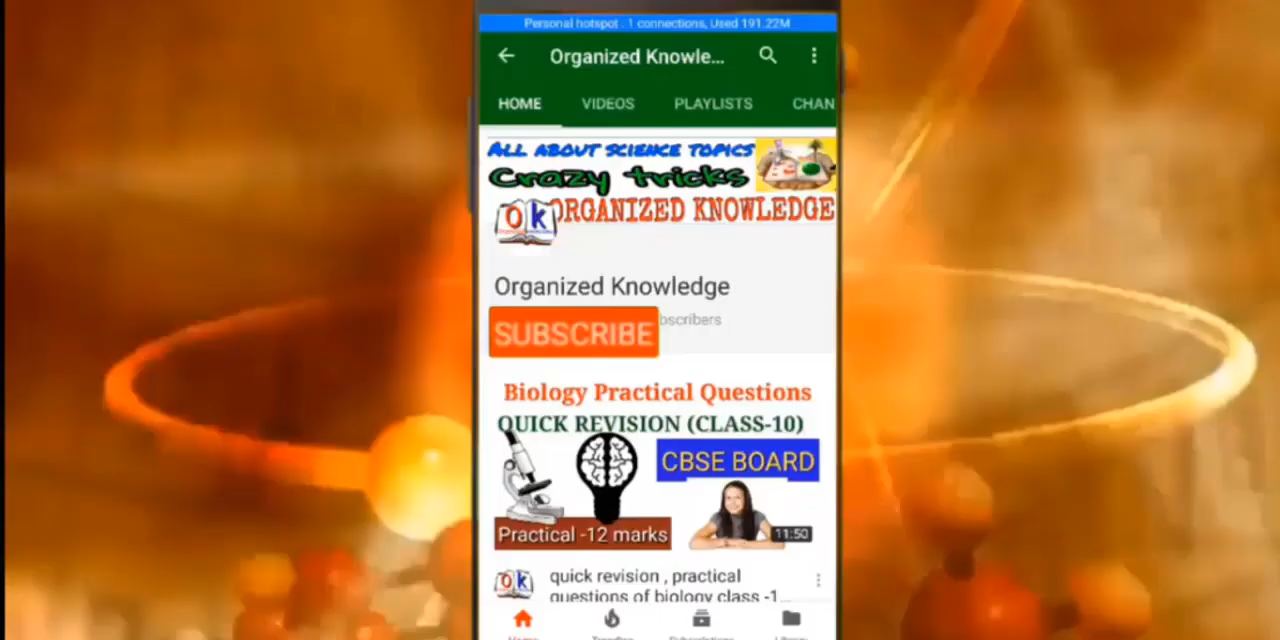 Personal hotspot . 1 connections, Used 191.22M
Organized Knowle...
HOME VIDEOS PLAYLISTS CHAN
ALL ABOUT SCIENCE TOPICS
Crazy tricks
ORGANIZED KNOWLEDGE
Ok
Organized Knowledge
SUBSCRIBE bscribers
Biology Practical Questions
QUICK REVISION (CLASS-10)
CBSE BOARD
Practical -12 marks
11:50
Ok
quick revision , practical
questions of biology class -1...